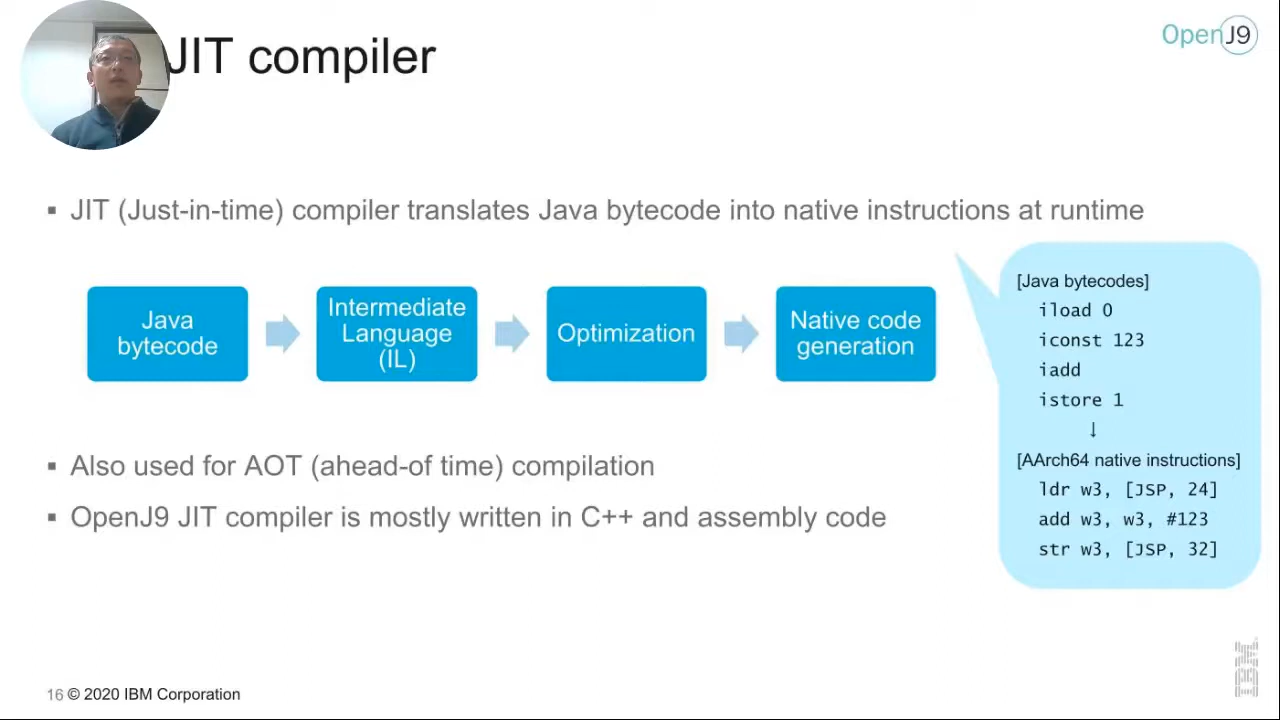 JIT compiler
OpenJ9
▪ JIT (Just-in-time) compiler translates Java bytecode into native instructions at runtime
Java
bytecode
Intermediate
Language
(IL)
Optimization
Native code
generation
[Java bytecodes]
iload 0
iconst 123
iadd
istore 1
↓
[AArch64 native instructions]
ldr w3, [JSP, 24]
add w3, w3, #123
str w3, [JSP, 32]
▪ Also used for AOT (ahead-of time) compilation
▪ OpenJ9 JIT compiler is mostly written in C++ and assembly code
16 © 2020 IBM Corporation
IBM